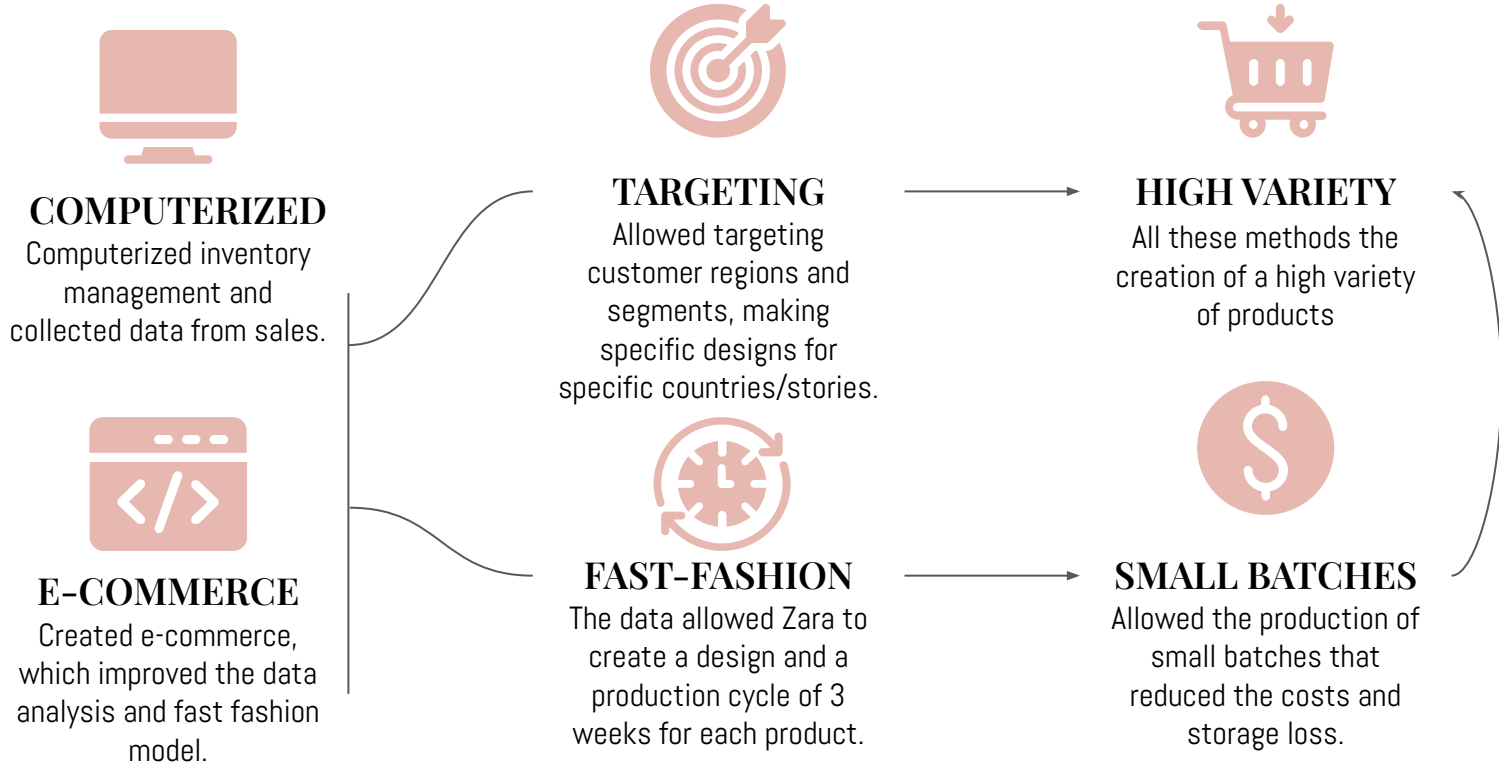 COMPUTERIZED
Computerized inventory
management and
collected data from sales.
E-COMMERCE
Created e-commerce,
which improved the data
analysis and fast fashion
model.
TARGETING
Allowed targeting
customer regions and
segments, making
specific designs for
specific countries/stories.
FAST-FASHION
The data allowed Zara to
create a design and a
production cycle of 3
weeks for each product.
HIGH VARIETY
All these methods the
creation of a high variety
of products
SMALL BATCHES
Allowed the production of
small batches that
reduced the costs and
storage loss.